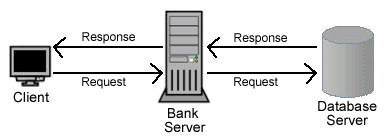 Response
Response
Request
Request
Client
Bank
Server
Database
Server